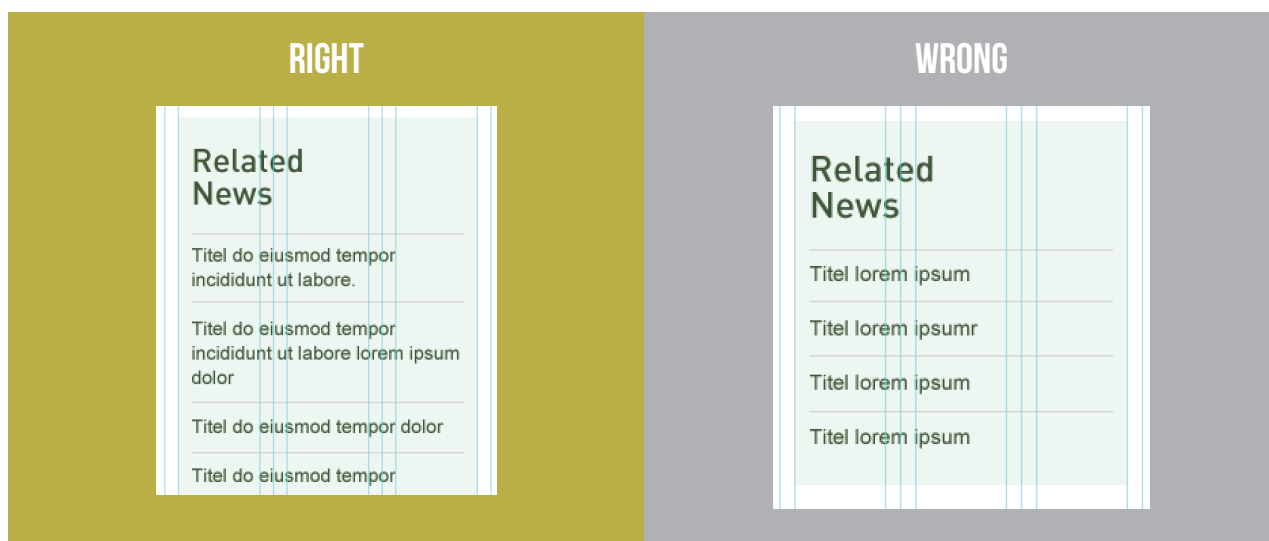 RIGHT
Related
News
Titel do eiusmod tempor
incididunt ut labore.
Titel do eiusmod tempor
incididunt ut labore lorem ipsum
dolor
Titel do eiusmod tempor dolor
Titel do eiusmod tempor
WRONG
Related
News
Titel lorem ipsum
Titel lorem ipsumr
Titel lorem ipsum
Titel lorem ipsum